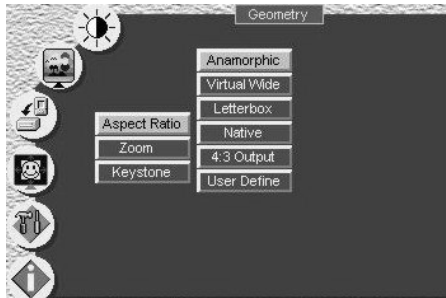 Geometry
Anamorphic
Virtual Wide
Letterbox
Aspect Ratio
Native
Zoom
4:3 Output
Keystone
User Define